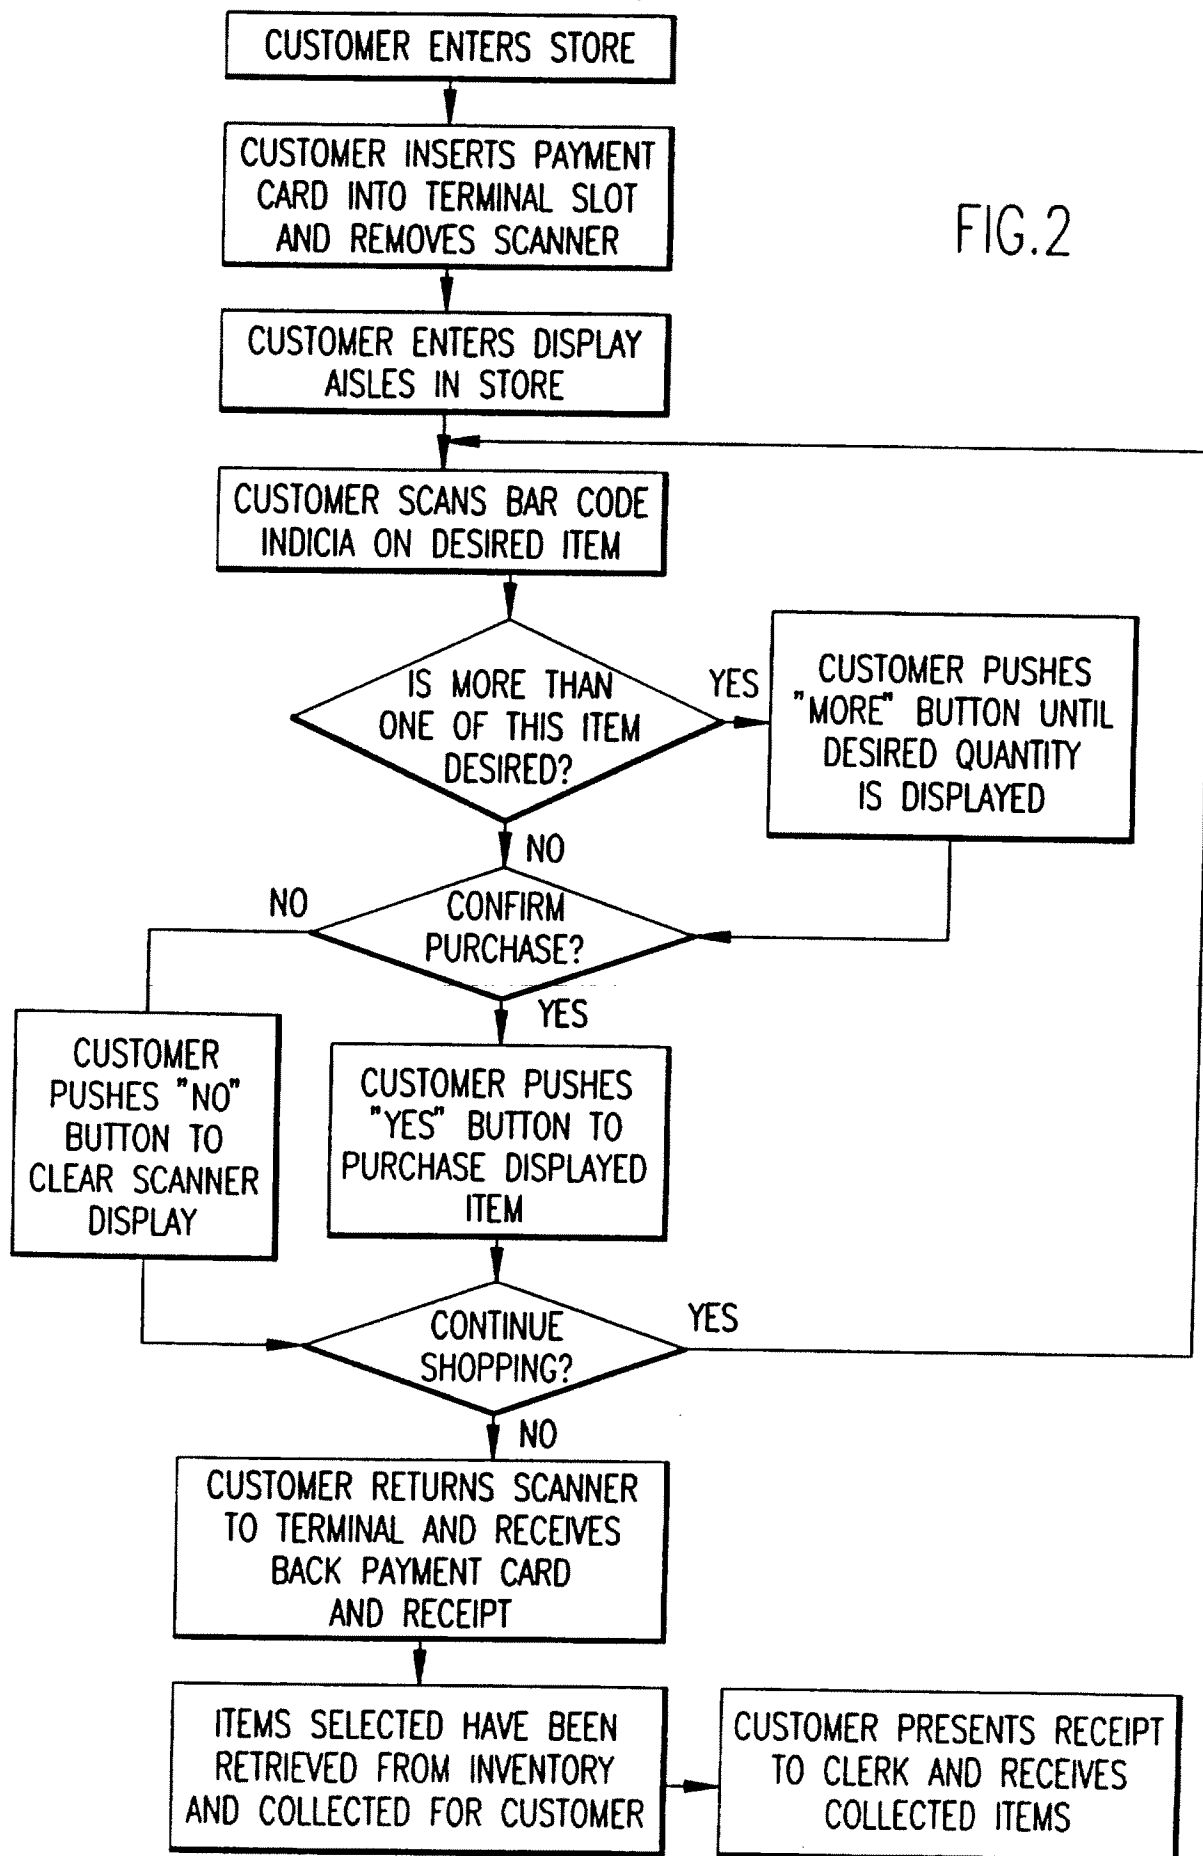 CUSTOMER ENTERS STORE
CUSTOMER INSERTS PAYMENT
CARD INTO TERMINAL SLOT
AND REMOVES SCANNER
FIG.2
CUSTOMER ENTERS DISPLAY
AISLES IN STORE
CUSTOMER SCANS BAR CODE
INDICIA ON DESIRED ITEM
IS MORE THAN
ONE OF THIS ITEM
DESIRED?
YES
CUSTOMER PUSHES
"MORE" BUTTON UNTIL
DESIRED QUANTITY
IS DISPLAYED
NO
CONFIRM
PURCHASE?
NO
YES
CUSTOMER
PUSHES "NO"
BUTTON TO
CLEAR SCANNER
DISPLAY
CUSTOMER PUSHES
"YES" BUTTON TO
PURCHASE DISPLAYED
ITEM
CONTINUE
SHOPPING?
YES
NO
CUSTOMER RETURNS SCANNER
TO TERMINAL AND RECEIVES
BACK PAYMENT CARD
AND RECEIPT
ITEMS SELECTED HAVE BEEN
RETRIEVED FROM INVENTORY
AND COLLECTED FOR CUSTOMER
CUSTOMER PRESENTS RECEIPT
TO CLERK AND RECEIVES
COLLECTED ITEMS